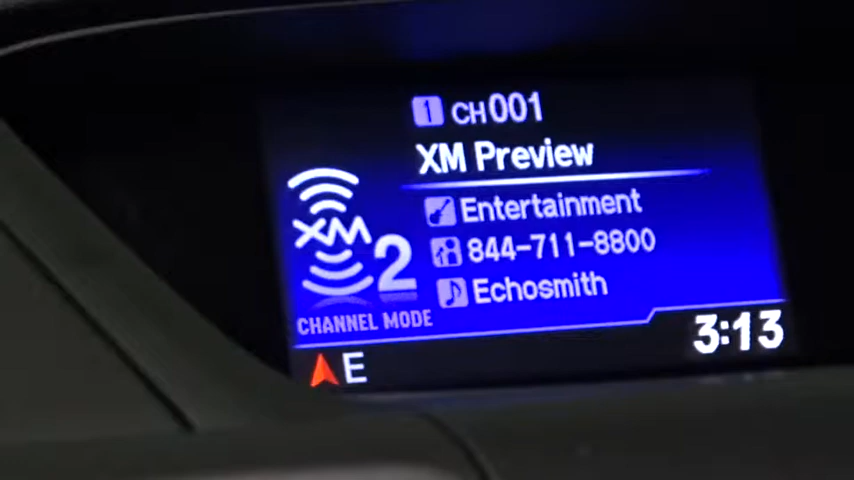 1 CH001
XM Preview
Entertainment
844-711-8800
Echosmith
XM 2
CHANNEL MODE
E
3:13